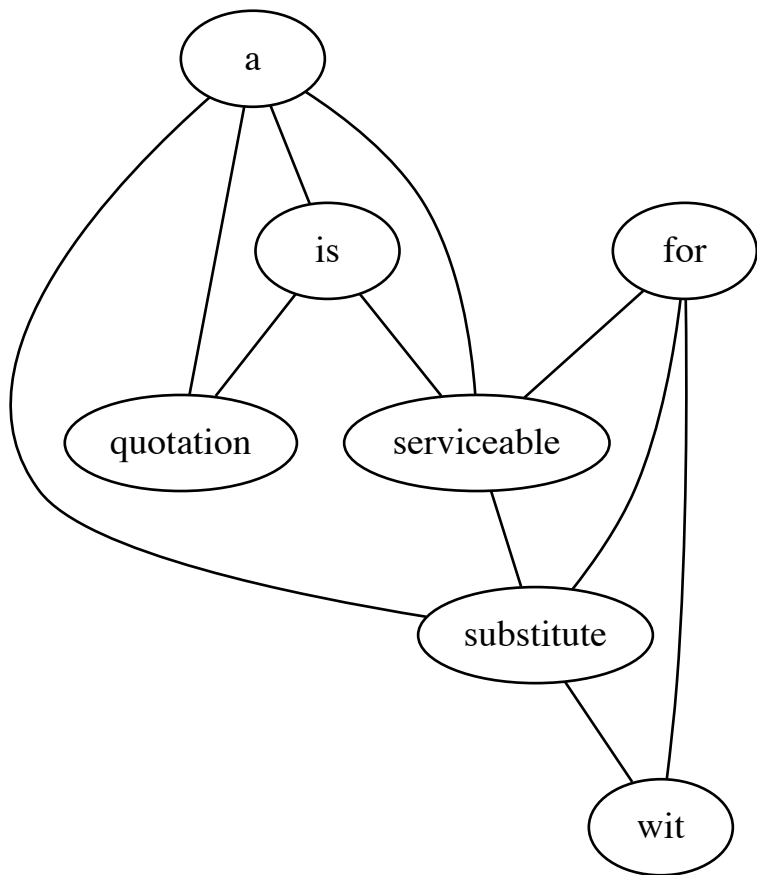 a
is
for
quotation
serviceable
substitute
wit